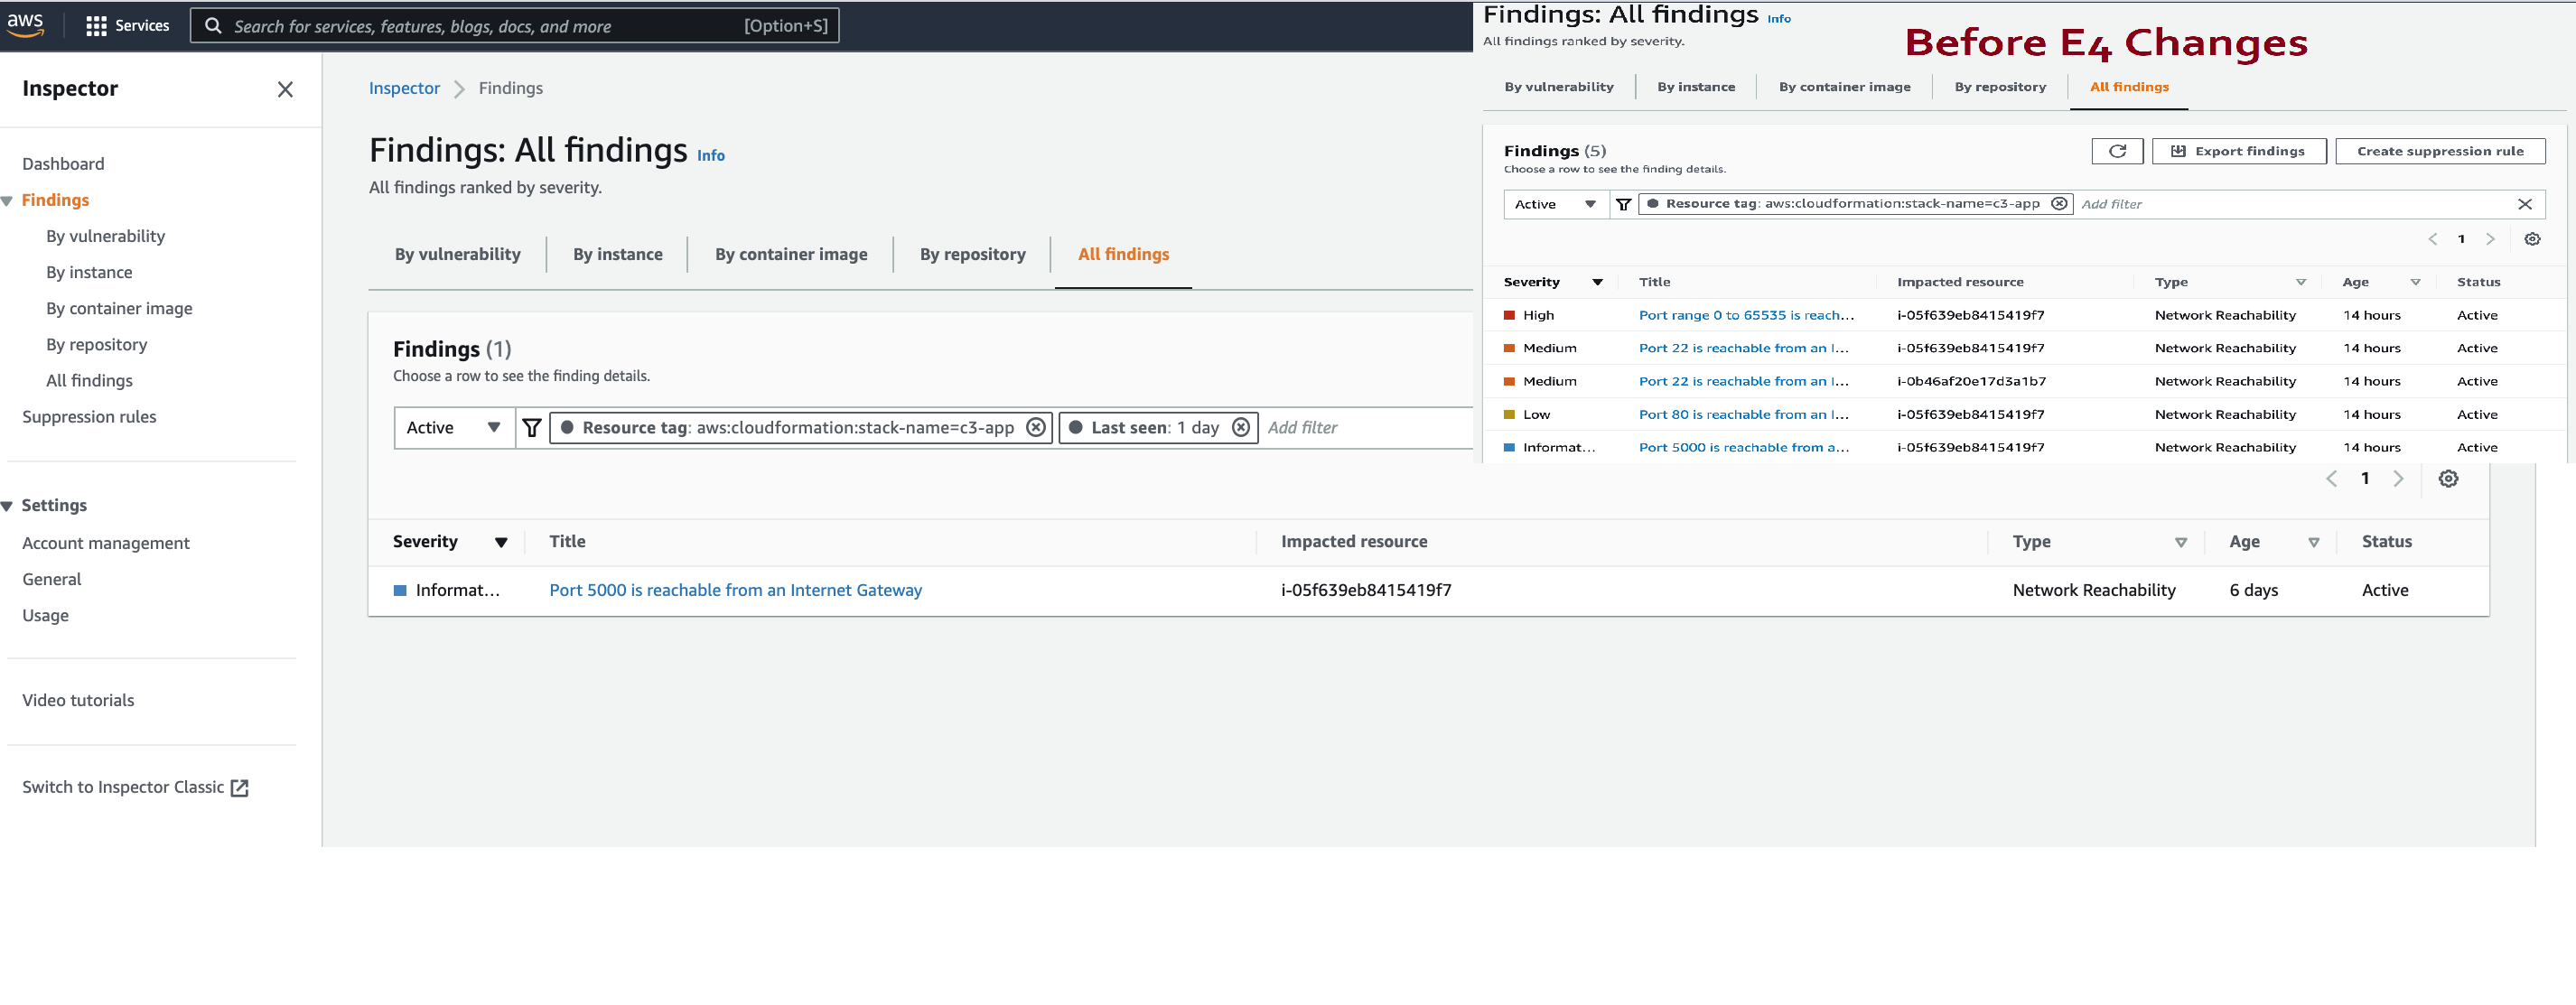 aws
Services
Search for services, features, blogs, docs, and more [Option+S]
Inspector
Dashboard
Findings
By vulnerability
By instance
By container image
By repository
All findings
Suppression rules
Settings
Account management
General
Usage
Video tutorials
Switch to Inspector Classic
Inspector Findings
Findings: All findings Info
All findings ranked by severity.
By vulnerability By instance By container image By repository All findings
Findings (1)
Choose a row to see the finding details.
Active Resource tag: aws:cloudformation:stack-name=c3-app Last seen: 1 day Add filter
1
Severity Title Impacted resource Type Age Status
Informat... Port 5000 is reachable from an Internet Gateway i-05f639eb8415419f7 Network Reachability 6 days Active
Findings: All findings Info
All findings ranked by severity.
Before E4 Changes
By vulnerability By instance By container image By repository All findings
Findings (5)
Choose a row to see the finding details.
Export findings Create suppression rule
Active Resource tag: aws:cloudformation:stack-name=c3-app Add filter
1
Severity Title Impacted resource Type Age Status
High Port range 0 to 65535 is reach... i-05f639eb8415419f7 Network Reachability 14 hours Active
Medium Port 22 is reachable from an I... i-05f639eb8415419f7 Network Reachability 14 hours Active
Medium Port 22 is reachable from an I... i-0b46af20e17d3a1b7 Network Reachability 14 hours Active
Low Port 80 is reachable from an I... i-05f639eb8415419f7 Network Reachability 14 hours Active
Informat... Port 5000 is reachable from a... i-05f639eb8415419f7 Network Reachability 14 hours Active